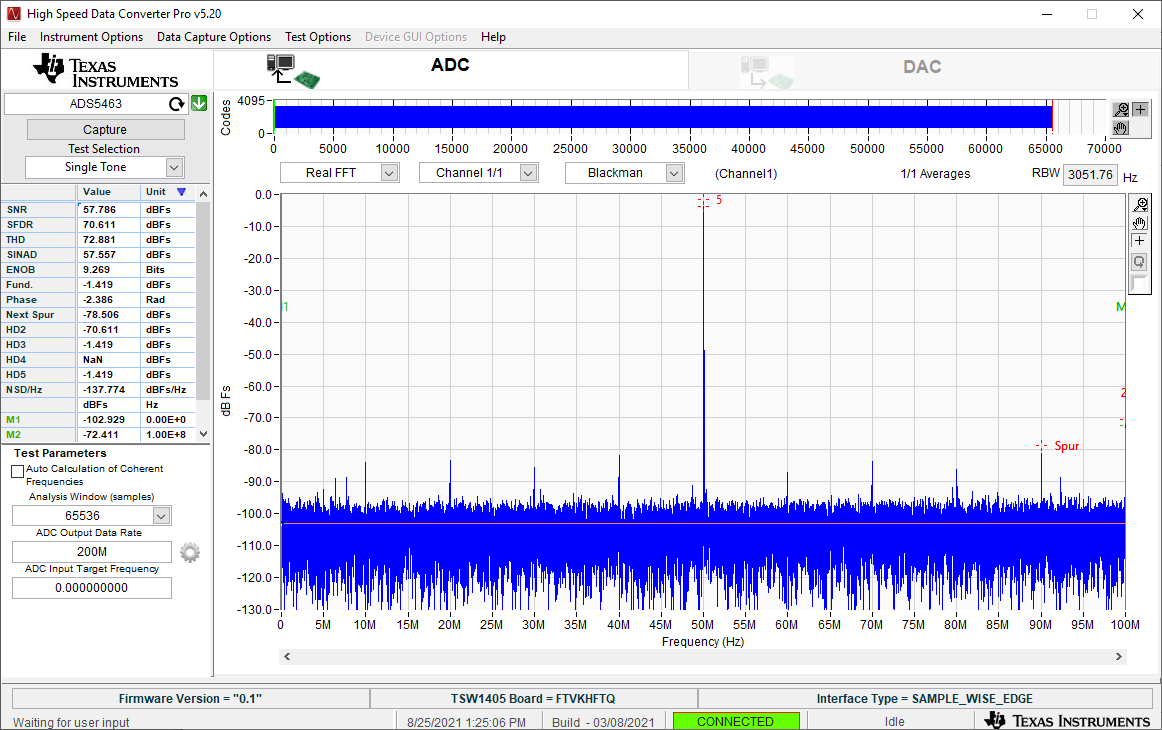 High Speed Data Converter Pro v5.20
File Instrument Options Data Capture Options Test Options Device GUI Options Help
TEXAS INSTRUMENTS
ADC
DAC
ADS5463
Capture
Test Selection
Single Tone
Value Unit
SNR 57.786 dBFs
SFDR 70.611 dBFs
THD 72.881 dBFs
SINAD 57.557 dBFs
ENOB 9.269 Bits
Fund. -1.419 dBFs
Phase -2.386 Rad
Next Spur -78.506 dBFs
HD2 -70.611 dBFs
HD3 -1.419 dBFs
HD4 NaN dBFs
HD5 -1.419 dBFs
NSD/Hz -137.774 dBFs/Hz
dBFs Hz
M1 -102.929 0.00E+0
M2 -72.411 1.00E+8
Test Parameters
Auto Calculation of Coherent
Frequencies
Analysis Window (samples)
65536
ADC Output Data Rate
200M
ADC Input Target Frequency
0.000000000
Codes
4095
0
0 5000 10000 15000 20000 25000 30000 35000 40000 45000 50000 55000 60000 65000 70000
Real FFT Channel 1/1 Blackman (Channel1) 1/1 Averages RBW 3051.76 Hz
dB Fs
0.0
-10.0
-20.0
-30.0
-40.0
-50.0
-60.0
-70.0
-80.0
-90.0
-100.0
-110.0
-120.0
-130.0
5
1
M
2
Spur
0 5M 10M 15M 20M 25M 30M 35M 40M 45M 50M 55M 60M 65M 70M 75M 80M 85M 90M 95M 100M
Frequency (Hz)
Firmware Version = "0.1" TSW1405 Board = FTVKHFTQ Interface Type = SAMPLE_WISE_EDGE
Waiting for user input 8/25/2021 1:25:06 PM Build - 03/08/2021 CONNECTED Idle TEXAS INSTRUMENTS